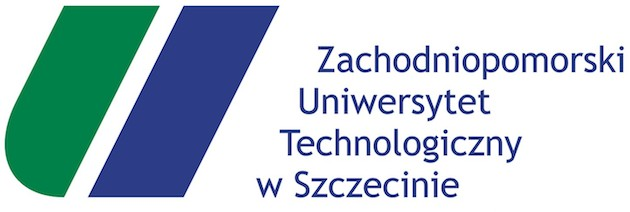 Zachodniopomorski
Uniwersytet
Technologiczny
w Szczecinie